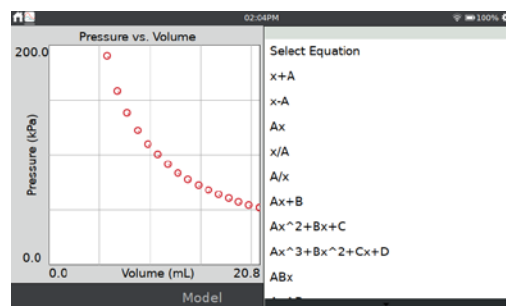 02:04PM
100%
Pressure vs. Volume
200.0
Pressure (kPa)
0.0
0.0
Volume (mL)
20.8
Model
Select Equation
x+A
x-A
Ax
x/A
A/x
Ax+B
Ax^2+Bx+C
Ax^3+Bx^2+Cx+D
ABx